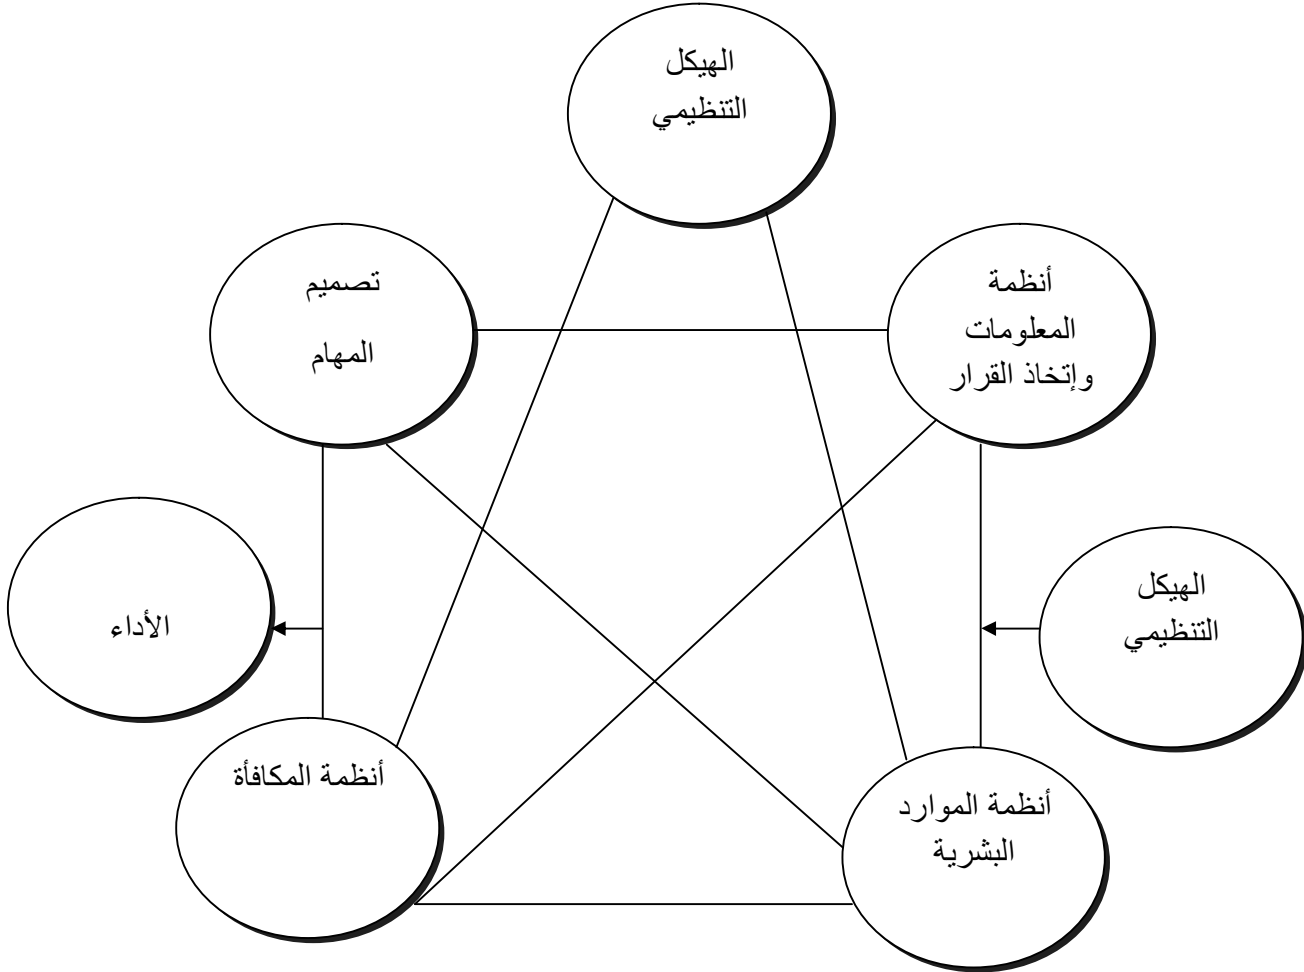 الهيكل
التنظيمي
أنظمة
المعلومات
وإتخاذ القرار
تصميم
المهام
الهيكل
التنظيمي
الأداء
أنظمة الموارد
البشرية
أنظمة المكافأة